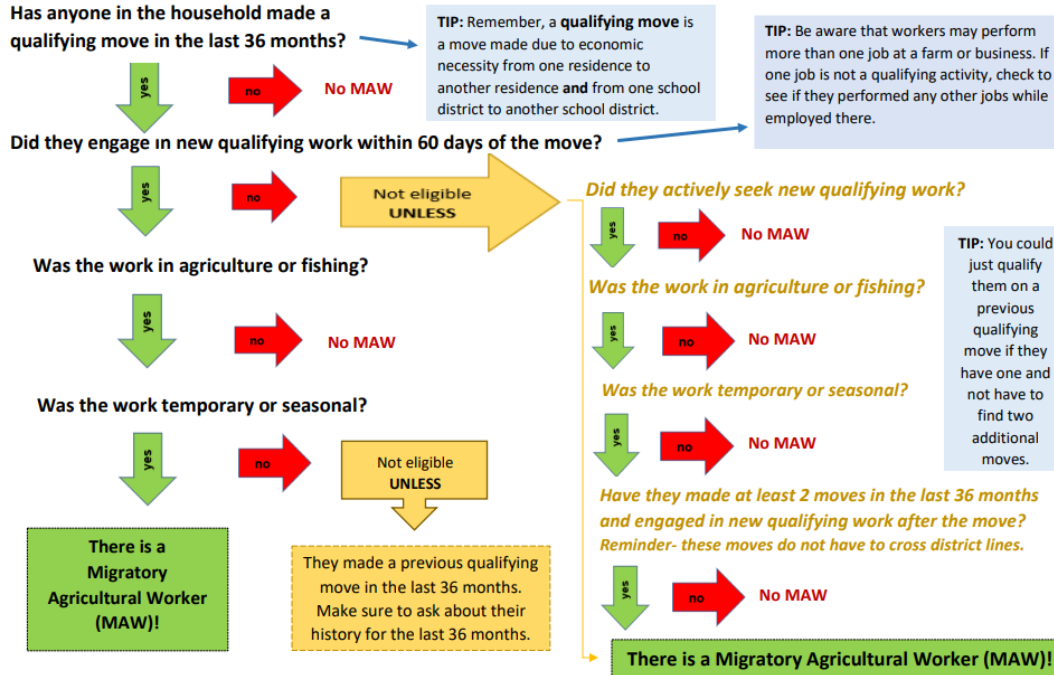 Has anyone in the household made a
qualifying move in the last 36 months?
TIP: Remember, a qualifying move is
a move made due to economic
necessity from one residence to
another residence and from one school
district to another school district.
TIP: Be aware that workers may perform
more than one job at a farm or business. If
one job is not a qualifying activity, check to
see if they performed any other jobs while
employed there.
yes
no
No MAW
Did they engage in new qualifying work within 60 days of the move?
yes
no
Not eligible
UNLESS
Was the work in agriculture or fishing?
yes
no
No MAW
Was the work temporary or seasonal?
yes
no
Not eligible
UNLESS
There is a
Migratory
Agricultural Worker
(MAW)!
They made a previous qualifying
move in the last 36 months.
Make sure to ask about their
history for the last 36 months.
Did they actively seek new qualifying work?
yes
no
No MAW
Was the work in agriculture or fishing?
yes
no
No MAW
Was the work temporary or seasonal?
yes
no
No MAW
Have they made at least 2 moves in the last 36 months
and engaged in new qualifying work after the move?
Reminder- these moves do not have to cross district lines.
yes
no
No MAW
There is a Migratory Agricultural Worker (MAW)!
TIP: You could
just qualify
them on a
previous
qualifying
move if they
have one and
not have to
find two
additional
moves.